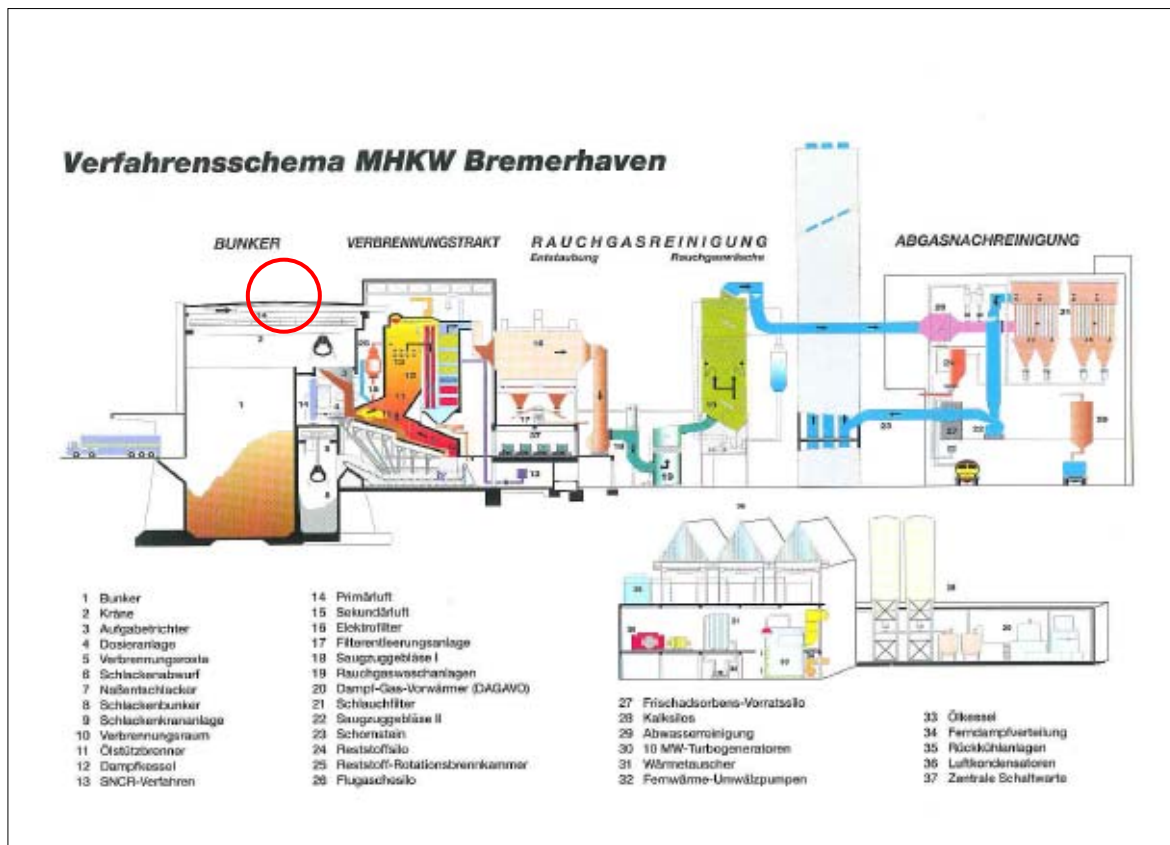 Verfahrensschema MHKW Bremerhaven
BUNKER
VERBRENNUNGSTRAKT
RAUCHGASREINIGUNG
Entstaubung
Rauchgaswäsche
ABGASNACHREINIGUNG
1 Bunker
2 Kräne
3 Aufgabetrichter
4 Dosieranlage
5 Verbrennungsroste
6 Schlackenabwurf
7 Naßentschlacker
8 Schlackenbunker
9 Schlackenkrananlage
10 Verbrennungsraum
11 Ölstützbrenner
12 Dampfkessel
13 SNCR-Verfahren
14 Primärluft
15 Sekundärluft
16 Elektrofilter
17 Filterentleerungsanlage
18 Saugzuggebläse I
19 Rauchgaswaschanlagen
20 Dampf-Gas-Vorwärmer (DAGAVO)
21 Schlauchfilter
22 Saugzuggebläse II
23 Schornstein
24 Reststoffsilo
25 Reststoff-Rotationsbrennkammer
26 Flugaschesilo
27 Frischadsorbens-Vorratssilo
28 Kalksilos
29 Abwasserreinigung
30 10 MW-Turbogeneratoren
31 Wärmetauscher
32 Fernwärme-Umwälzpumpen
33 Ölkessel
34 Ferndampfverteilung
35 Rückkühlanlagen
36 Luftkondensatoren
37 Zentrale Schaltwarte